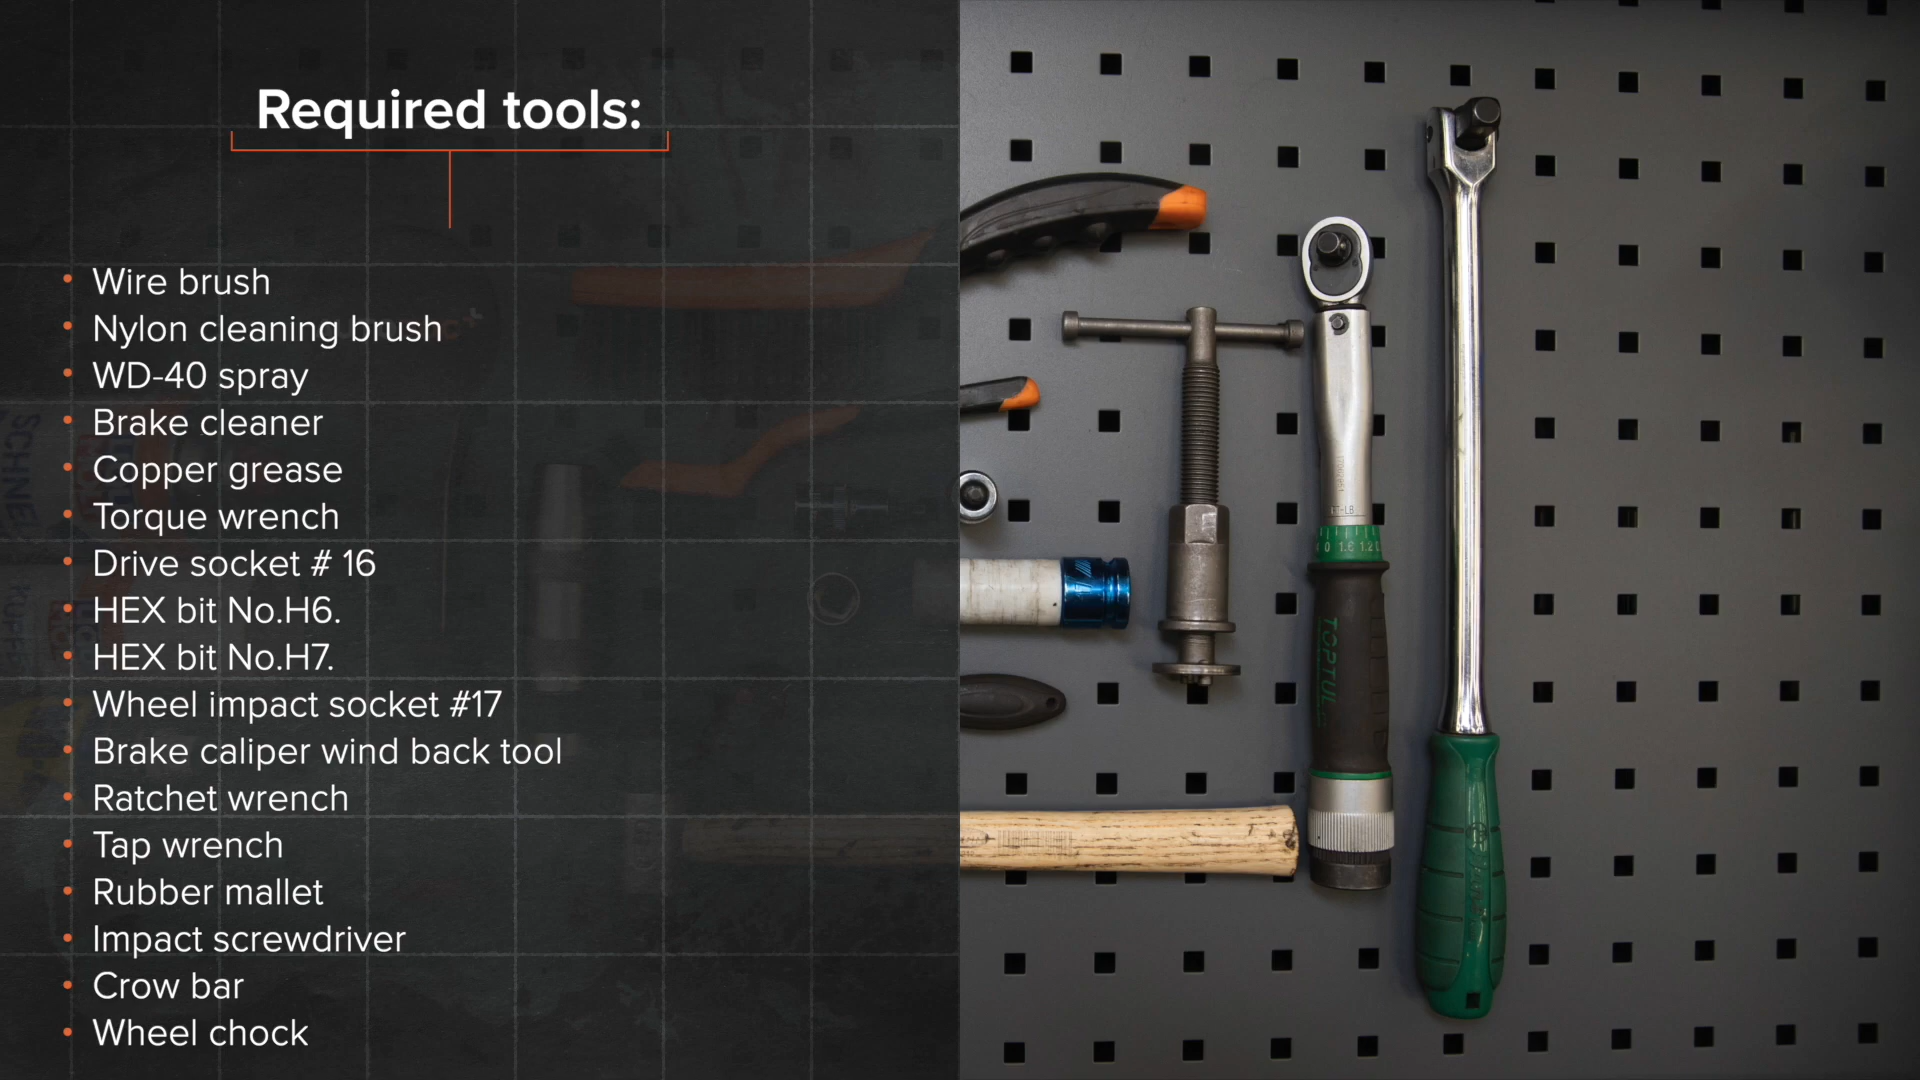 Required tools:
Wire brush
Nylon cleaning brush
WD-40 spray
Brake cleaner
Copper grease
Torque wrench
Drive socket # 16
HEX bit No.H6.
HEX bit No.H7.
Wheel impact socket #17
Brake caliper wind back tool
Ratchet wrench
Tap wrench
Rubber mallet
Impact screwdriver
Crow bar
Wheel chock
TOPTUL